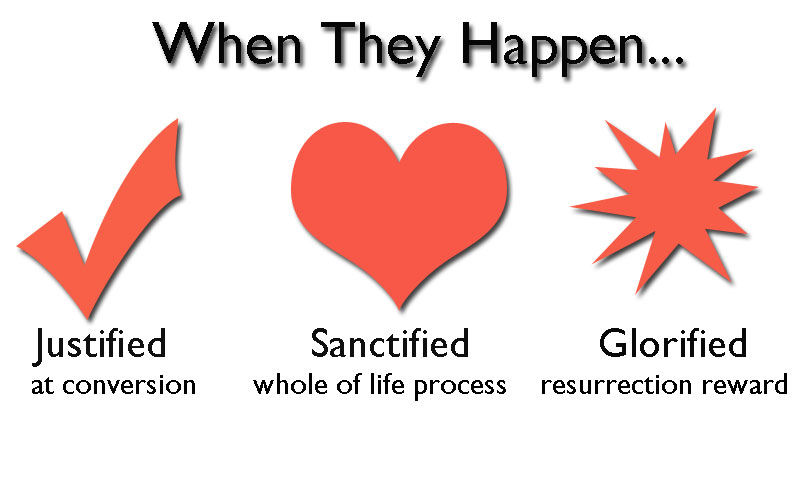 When They Happen...
Justified
at conversion
Sanctified
whole of life process
Glorified
resurrection reward